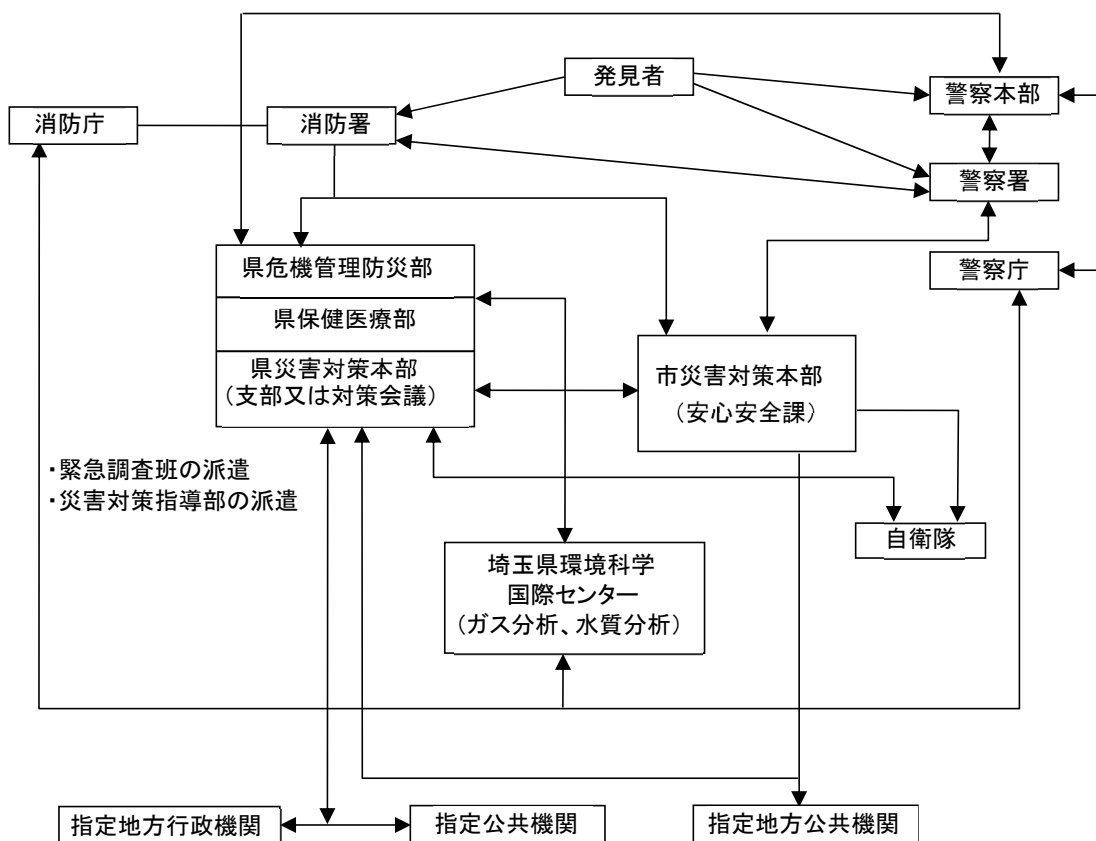 発見者
警察本部
消防庁
消防署
警察署
県危機管理防災部
警察庁
県保健医療部
県災害対策本部
（支部又は対策会議）
市災害対策本部
（安心安全課）
・緊急調査班の派遣
・災害対策指導部の派遣
自衛隊
埼玉県環境科学
国際センター
（ガス分析、水質分析）
指定地方行政機関
指定公共機関
指定地方公共機関